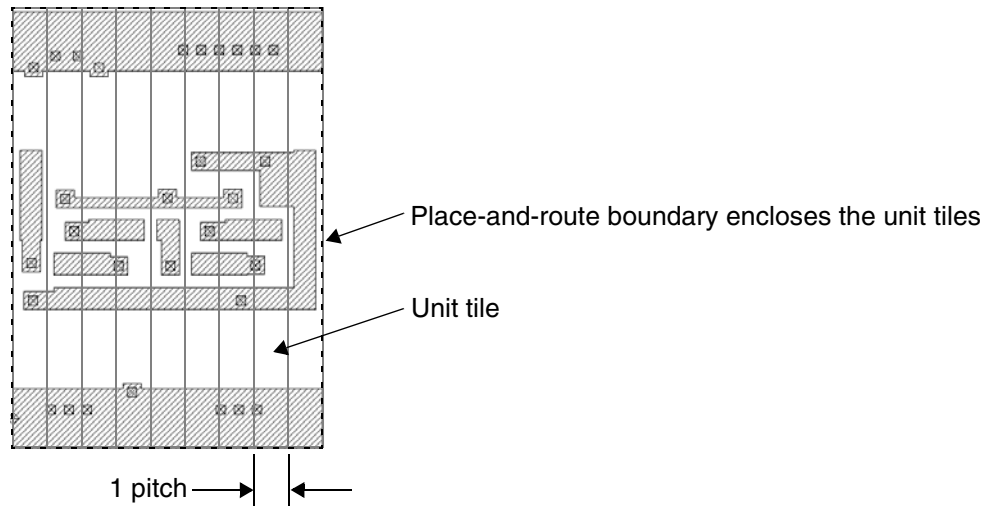 Place-and-route boundary encloses the unit tiles
Unit tile
1 pitch